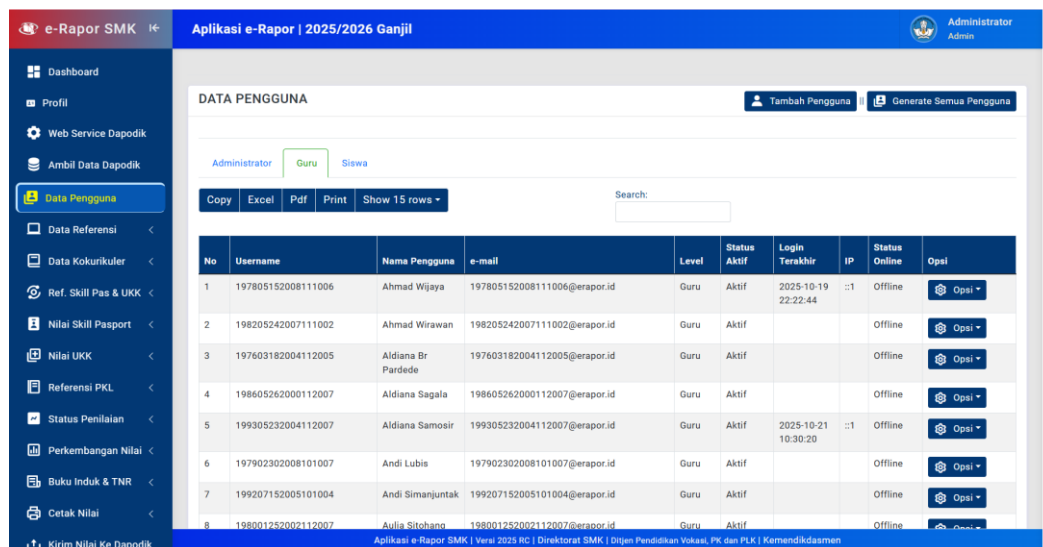 e-Rapor SMK
Aplikasi e-Rapor | 2025/2026 Ganjil
Administrator
Admin
Dashboard
Profil
Web Service Dapodik
Ambil Data Dapodik
Data Pengguna
Data Referensi
Data Kokurikuler
Ref. Skill Pas & UKK
Nilai Skill Pasport
Nilai UKK
Referensi PKL
Status Penilaian
Perkembangan Nilai
Buku Induk & TNR
Cetak Nilai
Kirim Nilai Ke Dapodik
DATA PENGGUNA
Tambah Pengguna || Generate Semua Pengguna
Administrator Guru Siswa
Copy Excel Pdf Print Show 15 rows
Search:
No Username Nama Pengguna e-mail Level Status Aktif Login Terakhir IP Status Online Opsi
1 197805152008111006 Ahmad Wijaya 197805152008111006@erapor.id Guru Aktif 2025-10-19 22:22:44 ::1 Offline Opsi
2 198205242007111002 Ahmad Wirawan 198205242007111002@erapor.id Guru Aktif Offline Opsi
3 197603182004112005 Aldiana Br Pardede 197603182004112005@erapor.id Guru Aktif Offline Opsi
4 198605262000112007 Aldiana Sagala 198605262000112007@erapor.id Guru Aktif Offline Opsi
5 199305232004112007 Aldiana Samosir 199305232004112007@erapor.id Guru Aktif 2025-10-21 10:30:20 ::1 Offline Opsi
6 197902302008101007 Andi Lubis 197902302008101007@erapor.id Guru Aktif Offline Opsi
7 199207152005101004 Andi Simanjuntak 199207152005101004@erapor.id Guru Aktif Offline Opsi
8 198001252002112007 Aulia Sitohang 198001252002112007@erapor.id Guru Aktif Offline Opsi
Aplikasi e-Rapor SMK | Versi 2025 RC | Direktorat SMK | Ditjen Pendidikan Vokasi, PK dan PLK | Kemendikdasmen